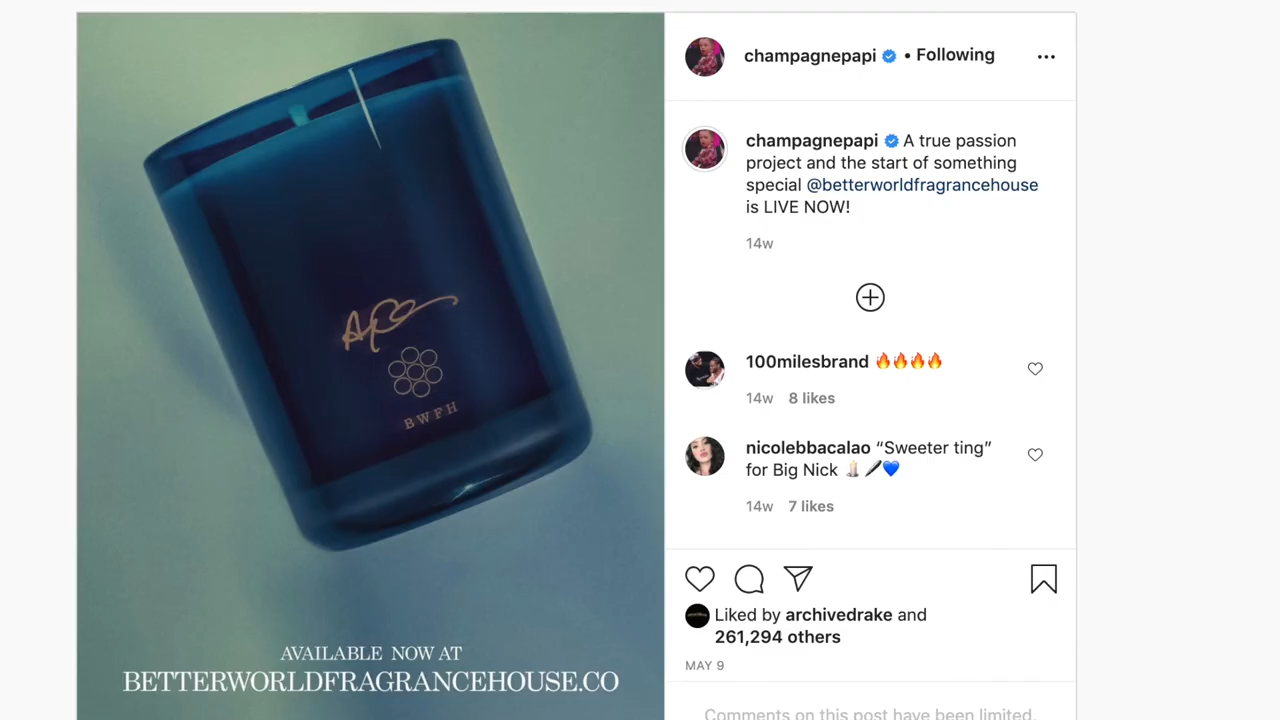 BWFH
AVAILABLE NOW AT
BETTERWORLDFRAGRANCEHOUSE.CO
champagnepapi • Following
champagnepapi A true passion
project and the start of something
special @betterworldfragrancehouse
is LIVE NOW!
14w
100milesbrand 🔥🔥🔥🔥
14w 8 likes
nicolebbacalao “Sweeter ting”
for Big Nick 🕯️🖊️💙
14w 7 likes
Liked by archivedrake and
261,294 others
MAY 9
Comments on this post have been limited.